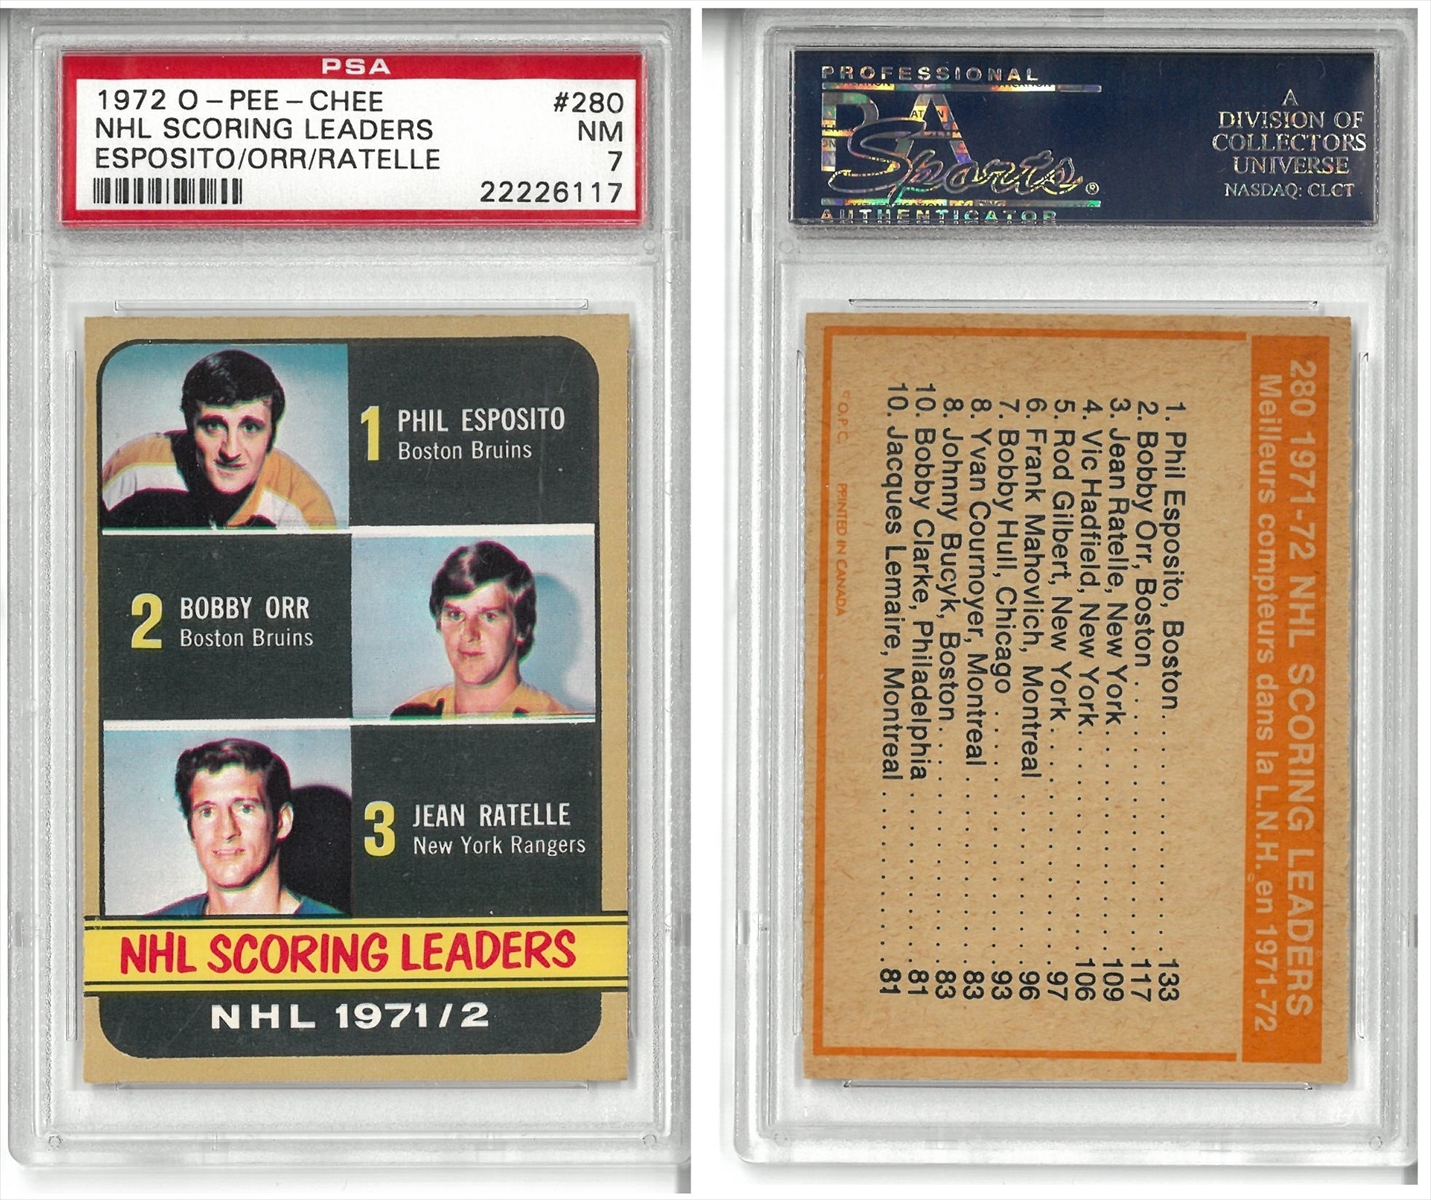 PSA
1972 O-PEE-CHEE #280
NHL SCORING LEADERS NM
ESPOSITO/ORR/RATELLE 7
22226117
1 PHIL ESPOSITO
Boston Bruins
2 BOBBY ORR
Boston Bruins
3 JEAN RATELLE
New York Rangers
NHL SCORING LEADERS
NHL 1971/2
PROFESSIONAL
PSA
Sports®
AUTHENTICATOR
A
DIVISION OF
COLLECTORS
UNIVERSE
NASDAQ: CLCT
280 1971-72 NHL SCORING LEADERS
Meilleurs compteurs dans la L.N.H. en 1971-72
1. Phil Esposito, Boston 133
2. Bobby Orr, Boston 117
3. Jean Ratelle, New York 109
4. Vic Hadfield, New York 106
5. Rod Gilbert, New York 97
6. Frank Mahovlich, Montreal 96
7. Bobby Hull, Chicago 93
8. Yvan Cournoyer, Montreal 83
8. Johnny Bucyk, Boston 83
10. Bobby Clarke, Philadelphia 81
10. Jacques Lemaire, Montreal 81
©O.P.C. PRINTED IN CANADA